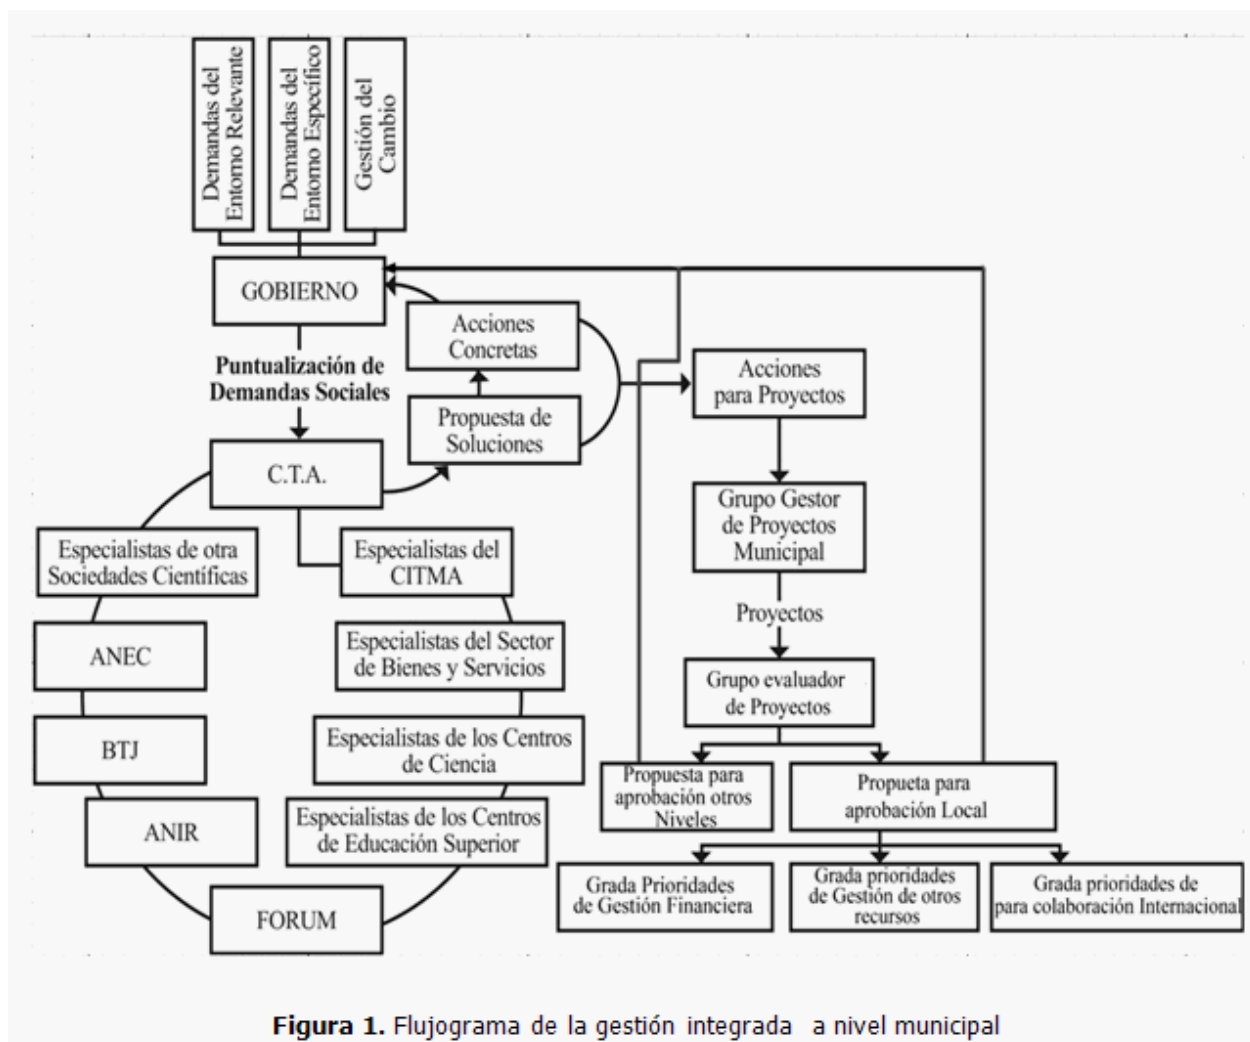 Demandas del
Entorno Relevante
Demandas del
Entorno Específico
Gestión del
Cambio
GOBIERNO
Puntualización de
Demandas Sociales
Acciones
Concretas
Propuesta de
Soluciones
C.T.A.
Especialistas de otra
Sociedades Científicas
ANEC
BTJ
ANIR
FORUM
Especialistas del
CITMA
Especialistas del Sector
de Bienes y Servicios
Especialistas de los Centros
de Ciencia
Especialistas de los Centros
de Educación Superior
Acciones
para Proyectos
Grupo Gestor
de Proyectos
Municipal
Proyectos
Grupo evaluador
de Proyectos
Propuesta para
aprobación otros
Niveles
Propueta para
aprobación Local
Grada Prioridades
de Gestión Financiera
Grada prioridades
de Gestión de otros
recursos
Grada prioridades de
para colaboración Internacional
Figura 1. Flujograma de la gestión integrada a nivel municipal